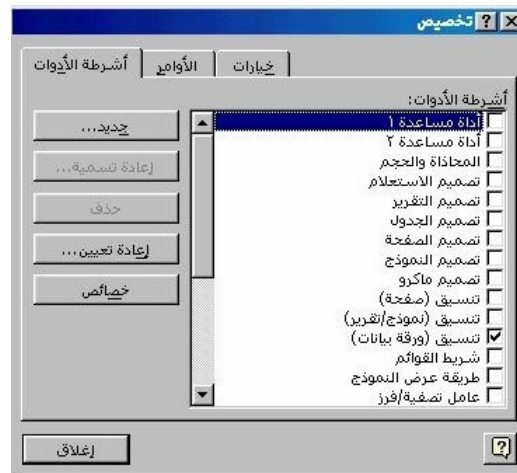 تخصيص
أشرطة الأدوات
الأوامر
خيارات
أشرطة الأدوات:
أداة مساعدة ١
أداة مساعدة ٢
المحاذاة والحجم
تصميم الاستعلام
تصميم التقرير
تصميم الجدول
تصميم الصفحة
تصميم النموذج
تصميم ماكرو
تنسيق (صفحة)
تنسيق (نموذج/تقرير)
تنسيق (ورقة بيانات)
شريط القوائم
طريقة عرض النموذج
عامل تصفية/فرز
جديد...
إعادة تسمية...
حذف
إعادة تعيين...
خصائص
إغلاق